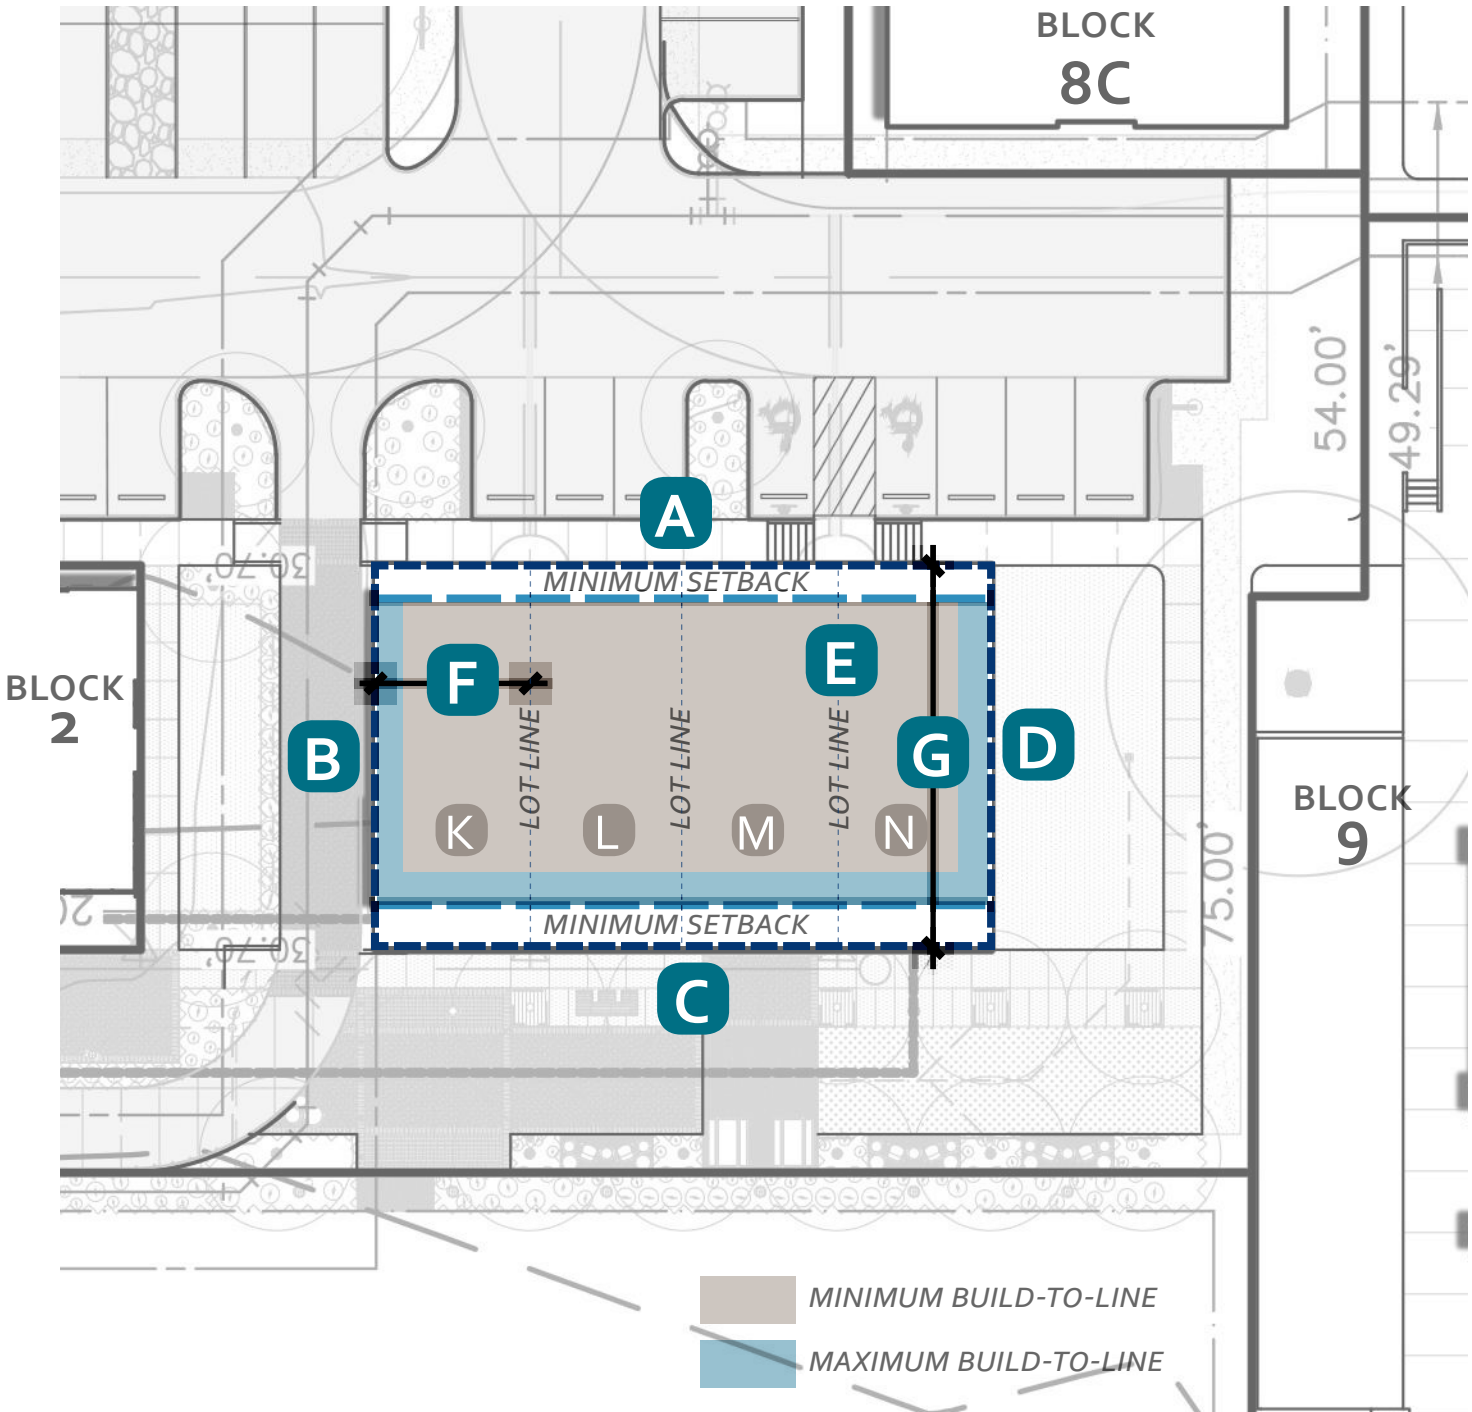 BLOCK
8C
54.00'
49.29'
A
30.70'
MINIMUM SETBACK
E
F
BLOCK
2
B
LOT LINE
LOT LINE
LOT LINE
G
D
K
L
M
N
BLOCK
9
75.00'
20
MINIMUM SETBACK
30.70'
C
MINIMUM BUILD-TO-LINE
MAXIMUM BUILD-TO-LINE